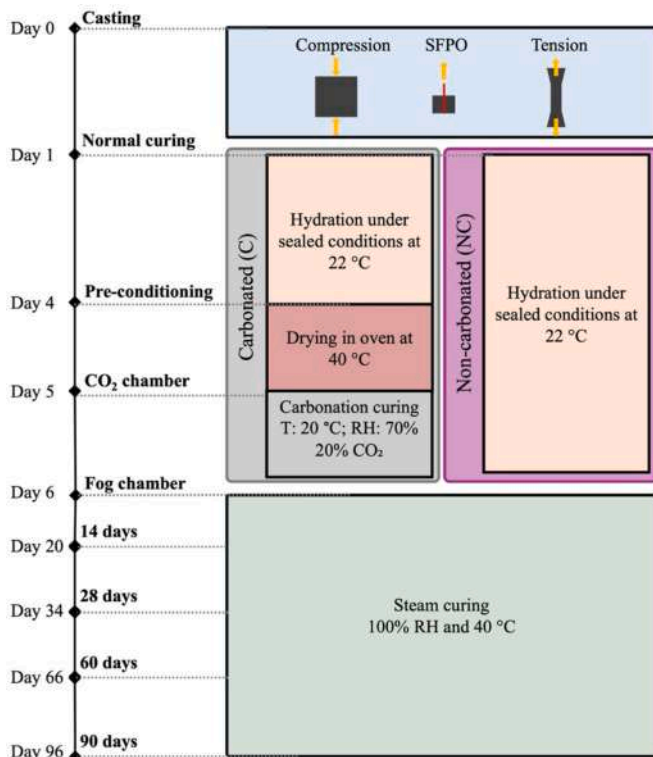 Day 0
Casting
Compression
SFPO
Tension
Day 1
Normal curing
Carbonated (C)
Hydration under
sealed conditions at
22 °C
Non-carbonated (NC)
Hydration under
sealed conditions at
22 °C
Day 4
Pre-conditioning
Drying in oven at
40 °C
Day 5
CO₂ chamber
Carbonation curing
T: 20 °C; RH: 70%
20% CO₂
Day 6
Fog chamber
14 days
Day 20
28 days
Day 34
Steam curing
100% RH and 40 °C
60 days
Day 66
90 days
Day 96